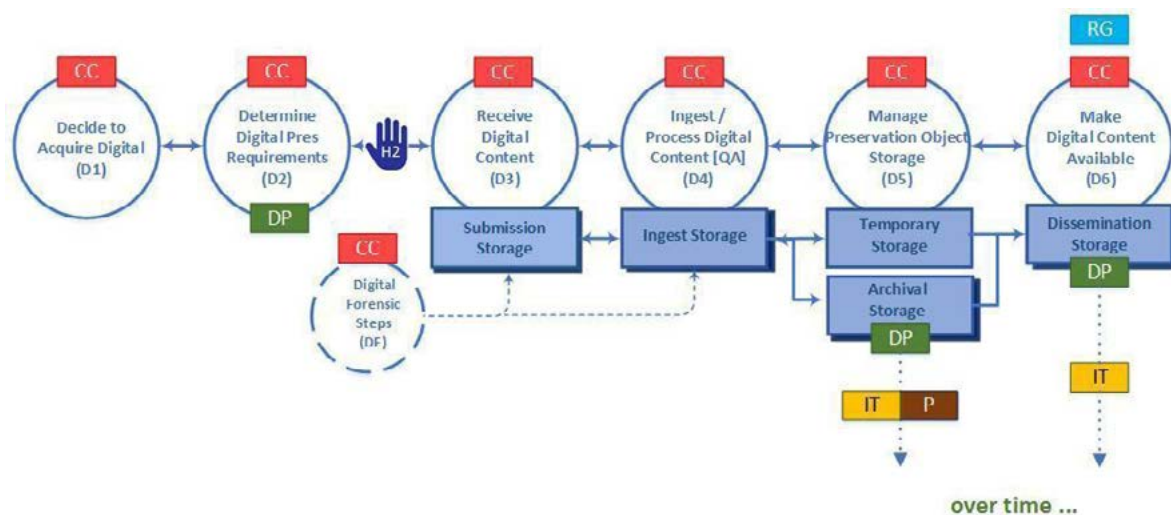 RG
CC
CC
CC
CC
CC
CC
Decide to
Acquire Digital
(D1)
Determine
Digital Pres
Requirements
(D2)
H2
Receive
Digital
Content
(D3)
Ingest /
Process Digital
Content [QA]
(D4)
Manage
Preservation Object
Storage
(D5)
Make
Digital Content
Available
(D6)
DP
Submission
Storage
Ingest Storage
Temporary
Storage
Dissemination
Storage
DP
CC
Digital
Forensic
Steps
(DF)
Archival
Storage
DP
IT
P
IT
over time ...